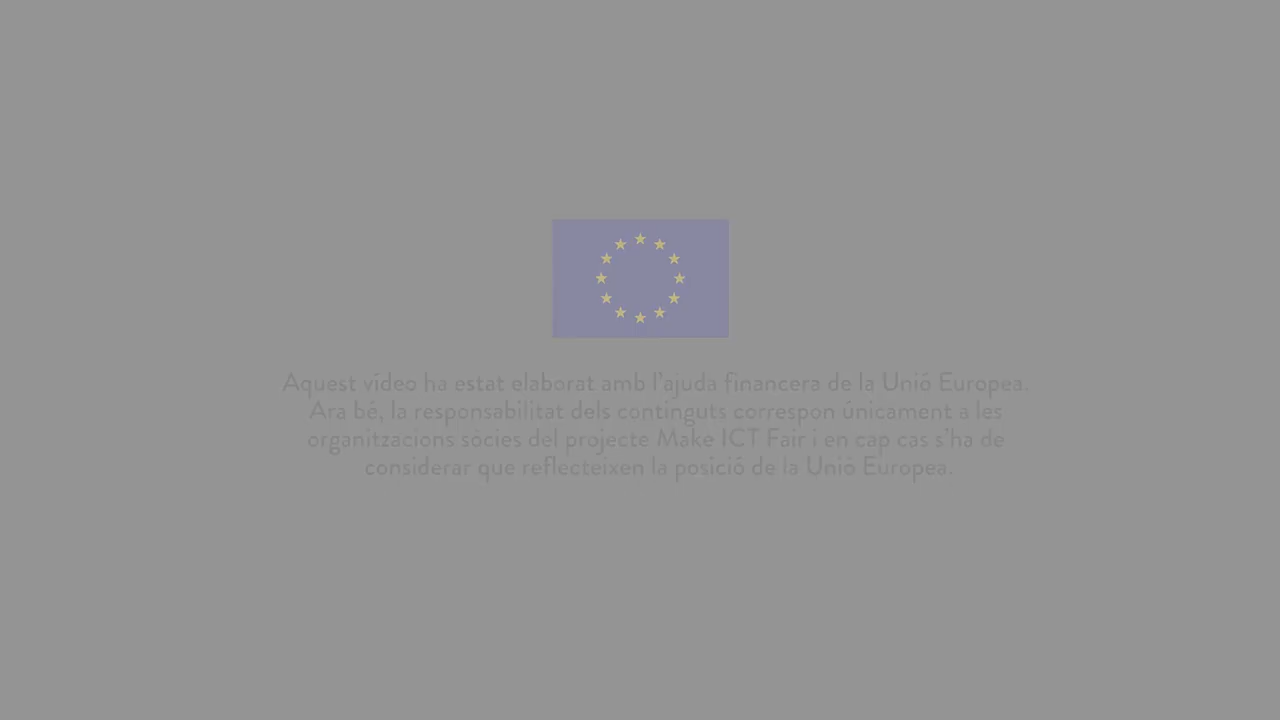 Aquest vídeo ha estat elaborat amb l'ajuda financera de la Unió Europea.
Ara bé, la responsabilitat dels continguts correspon únicament a les
organitzacions sòcies del projecte Make ICT Fair i en cap cas s'ha de
considerar que reflecteixen la posició de la Unió Europea.